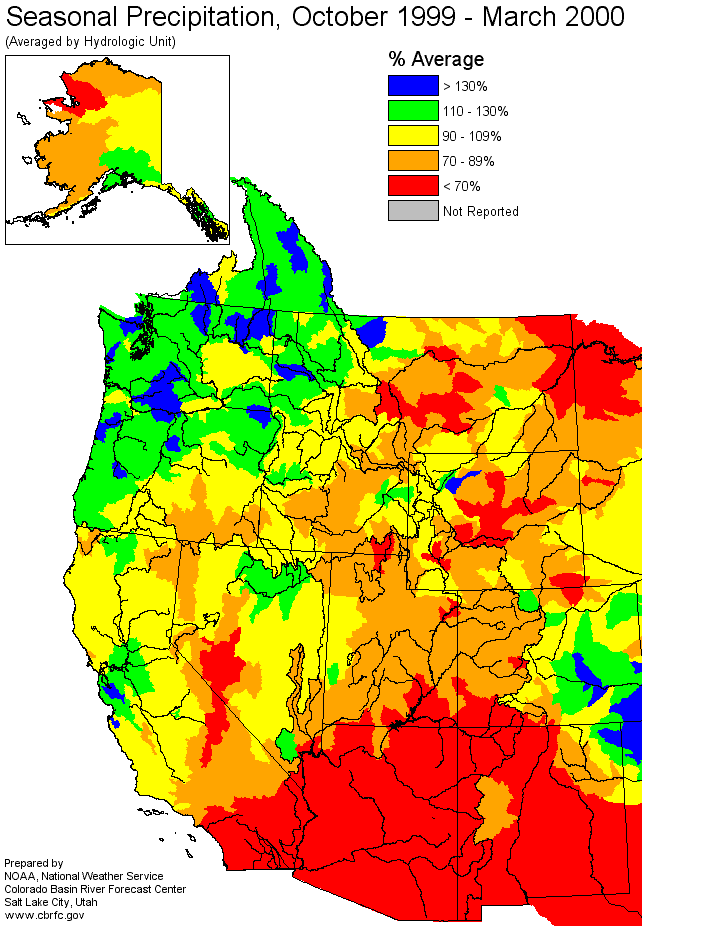 Seasonal Precipitation, October 1999 - March 2000
(Averaged by Hydrologic Unit)
% Average
> 130%
110 - 130%
90 - 109%
70 - 89%
< 70%
Not Reported
Prepared by
NOAA, National Weather Service
Colorado Basin River Forecast Center
Salt Lake City, Utah
www.cbrfc.gov